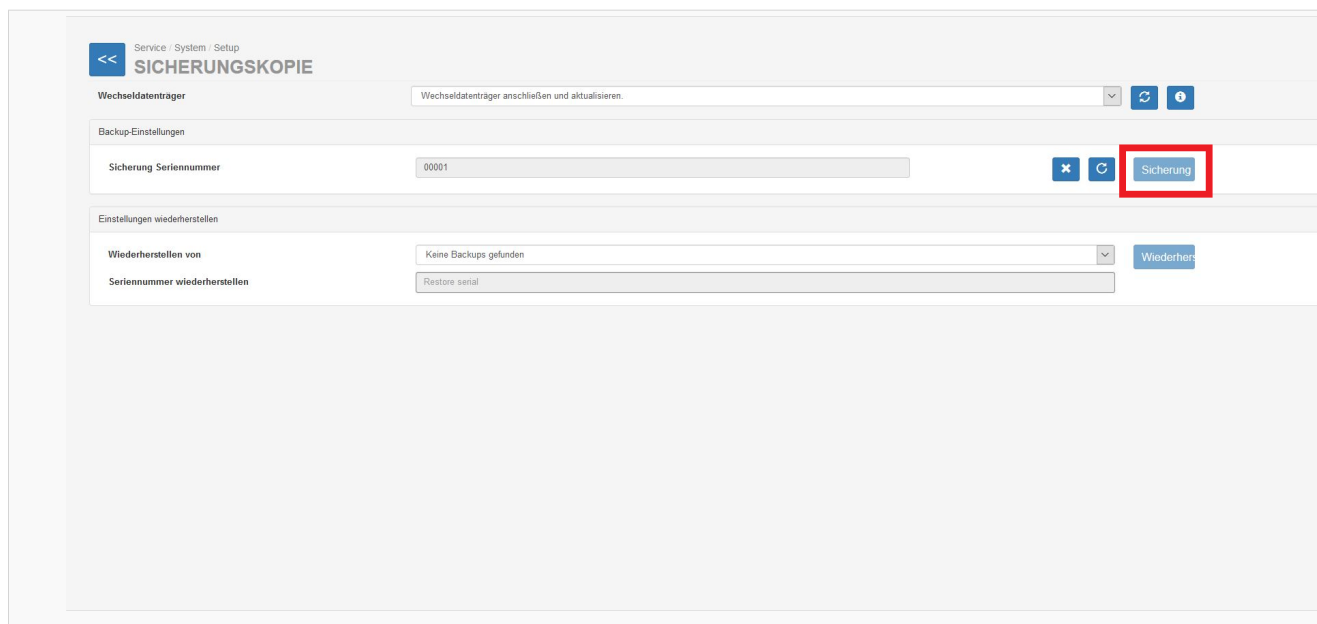 <<
Service / System / Setup
SICHERUNGSKOPIE
Wechseldatenträger
Wechseldatenträger anschließen und aktualisieren.
Backup-Einstellungen
Sicherung Seriennummer
00001
Sicherung
Einstellungen wiederherstellen
Wiederherstellen von
Keine Backups gefunden
Wiederhers
Seriennummer wiederherstellen
Restore serial